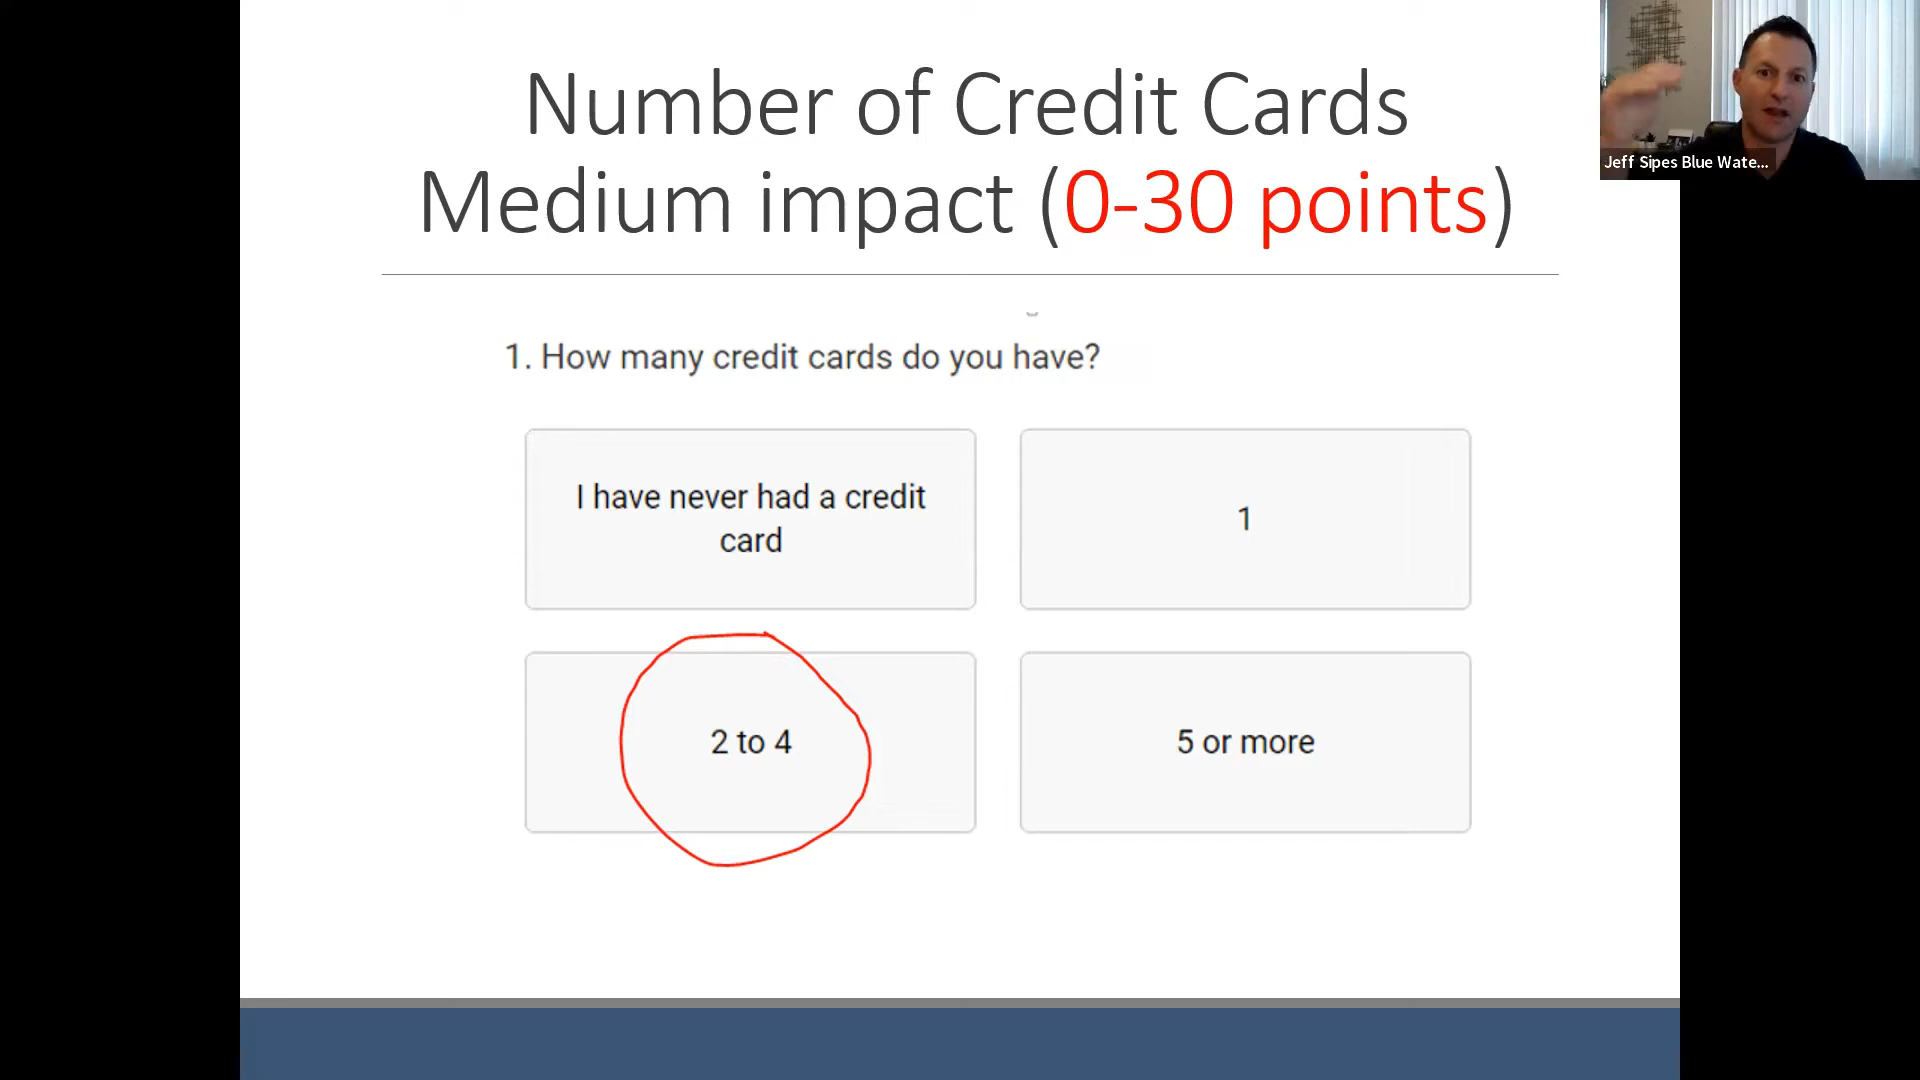 Number of Credit Cards
Medium impact (0-30 points)
1. How many credit cards do you have?
I have never had a credit
card
1
2 to 4
5 or more
Jeff Sipes Blue Wate...